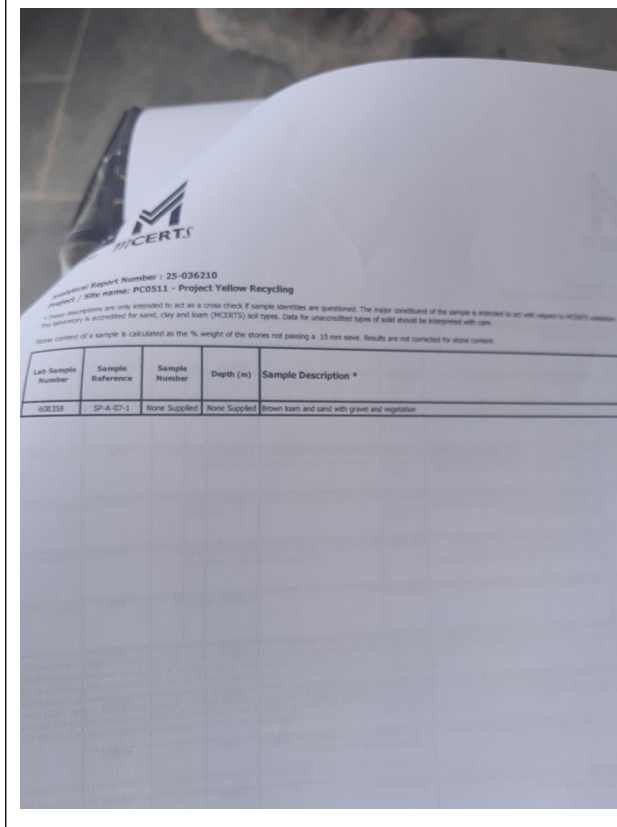 mCERTS
Analytical Report Number : 25-036210
Project / Site name: PC0511 - Project Yellow Recycling
* These descriptions are only intended to act as a cross check if sample identities are questioned. The major constituent of the sample is intended to act with respect to MCERTS validation.
The laboratory is accredited for sand, clay and loam (MCERTS) soil types. Data for unaccredited types of solid should be interpreted with care.
Stone content of a sample is calculated as the % weight of the stones not passing a 10 mm sieve. Results are not corrected for stone content.
Lab Sample Number Sample Reference Sample Number Depth (m) Sample Description *
608358 SP-A-07-1 None Supplied None Supplied Brown loam and sand with gravel and vegetation